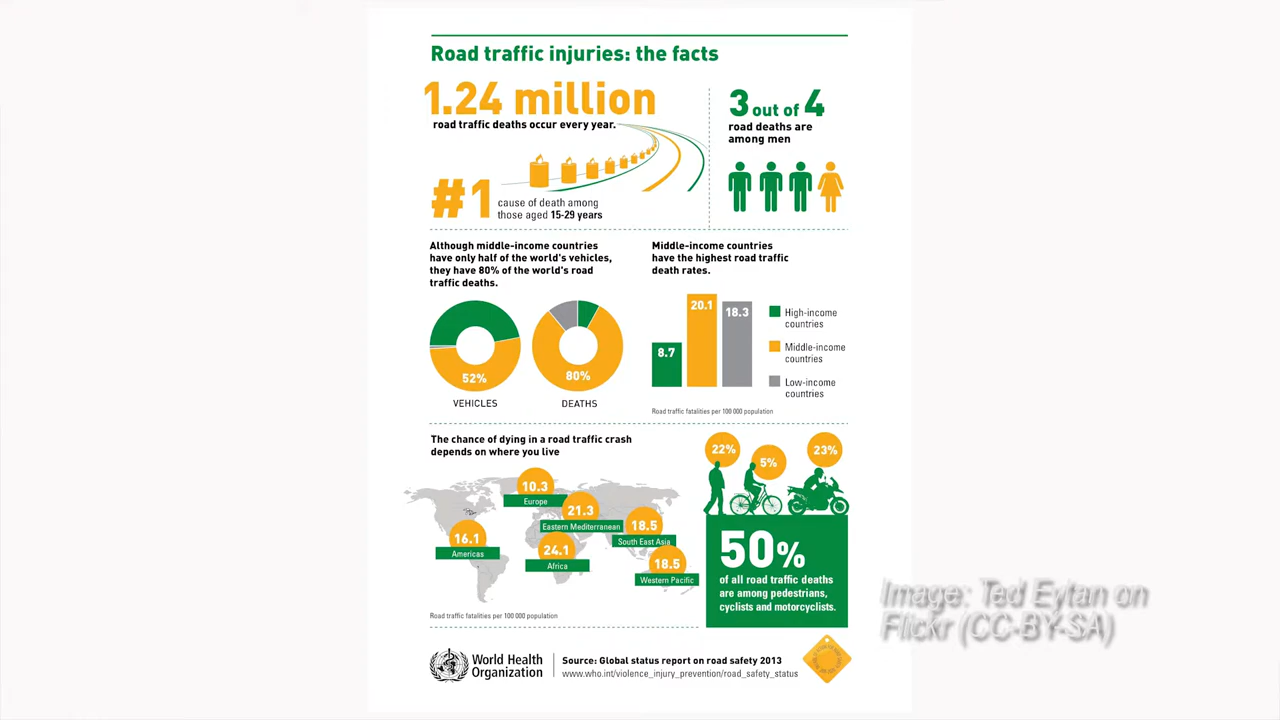 Road traffic injuries: the facts
1.24 million
road traffic deaths occur every year.
#1
cause of death among
those aged 15-29 years
3 out of 4
road deaths are
among men
Although middle-income countries
have only half of the world's vehicles,
they have 80% of the world's road
traffic deaths.
52%
VEHICLES
80%
DEATHS
Middle-income countries
have the highest road traffic
death rates.
8.7
20.1
18.3
High-income
countries
Middle-income
countries
Low-income
countries
Road traffic fatalities per 100 000 population
The chance of dying in a road traffic crash
depends on where you live
10.3
Europe
21.3
Eastern Mediterranean
18.5
South East Asia
16.1
Americas
24.1
Africa
18.5
Western Pacific
Road traffic fatalities per 100 000 population
22%
5%
23%
50%
of all road traffic deaths
are among pedestrians,
cyclists and motorcyclists.
Image: Ted Eytan on
Flickr (CC-BY-SA)
World Health
Organization
Source: Global status report on road safety 2013
www.who.int/violence_injury_prevention/road_safety_status